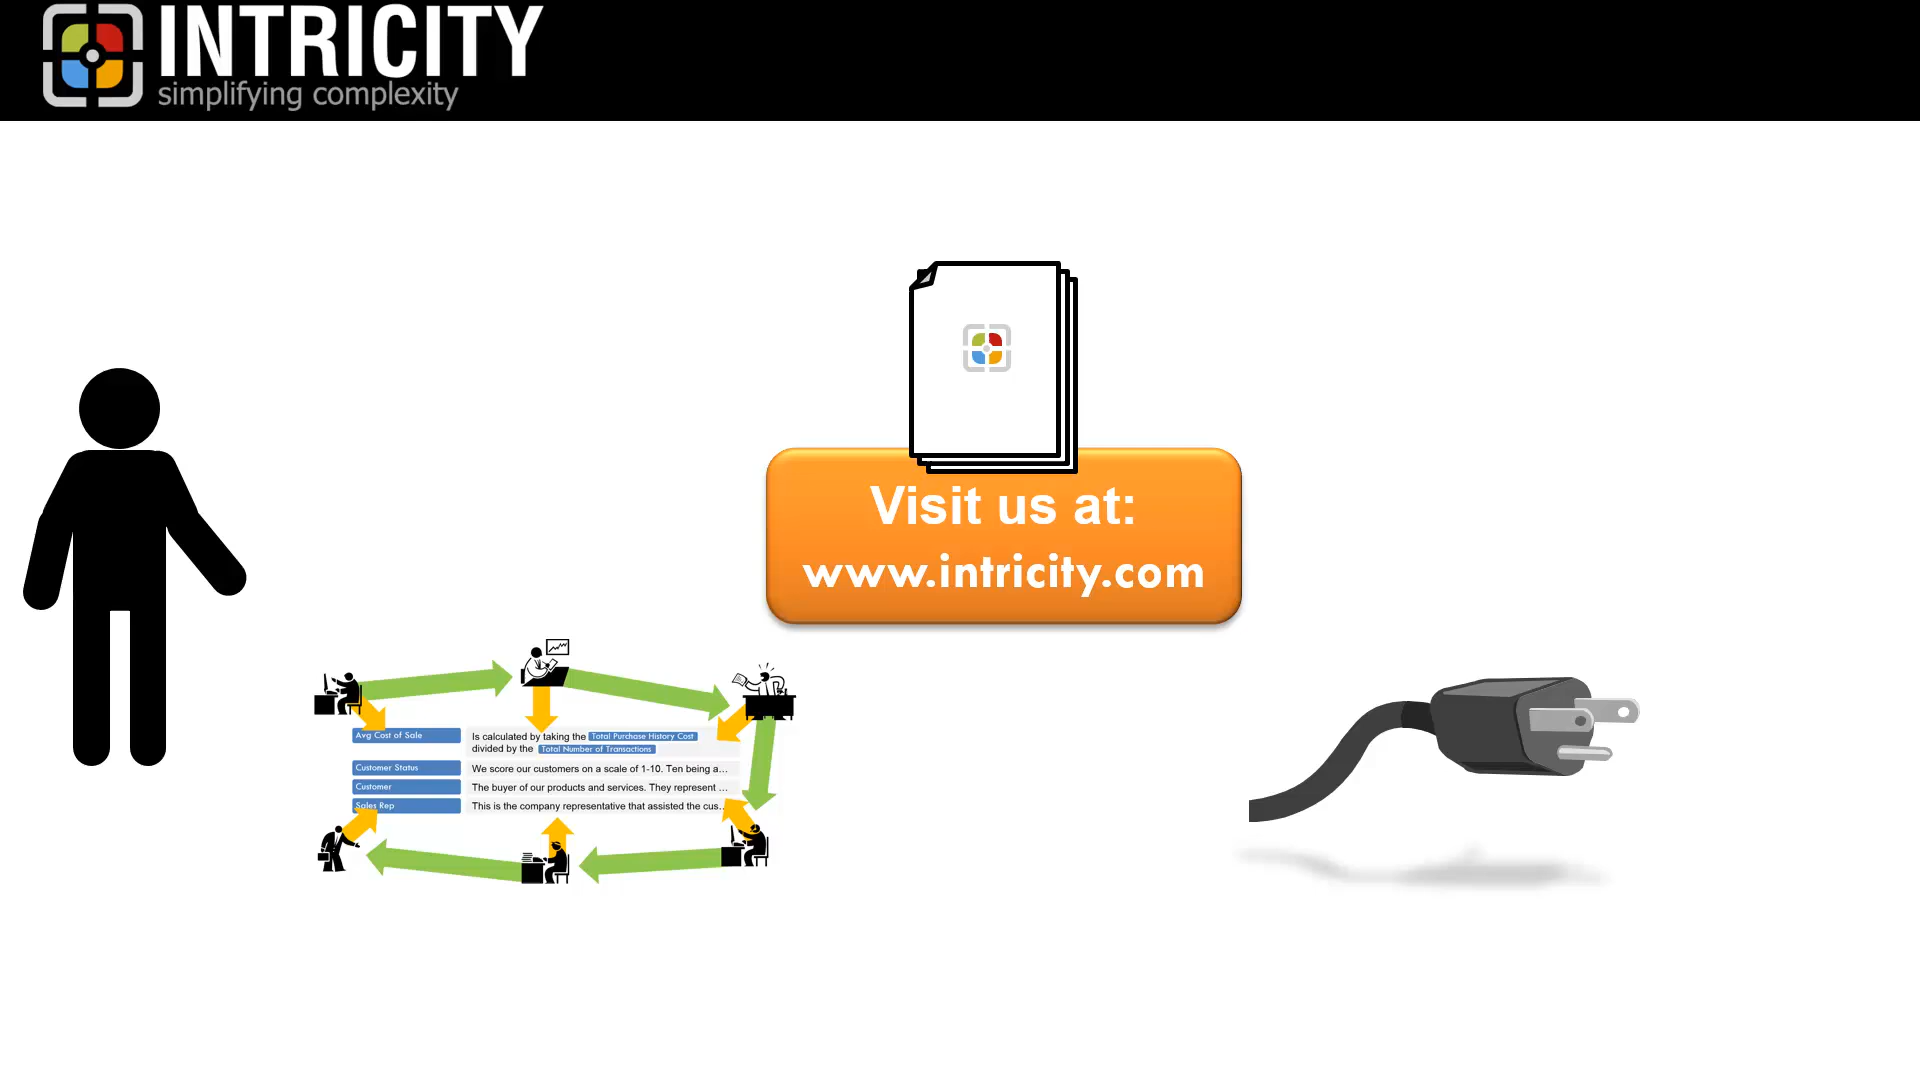 INTRICITY
simplifying complexity
Visit us at:
www.intricity.com
Avg Cost of Sale
Is calculated by taking the Total Purchase History Cost
divided by the Total Number of Transactions
Customer Status
We score our customers on a scale of 1-10. Ten being a...
Customer
The buyer of our products and services. They represent ...
Sales Rep
This is the company representative that assisted the cus...